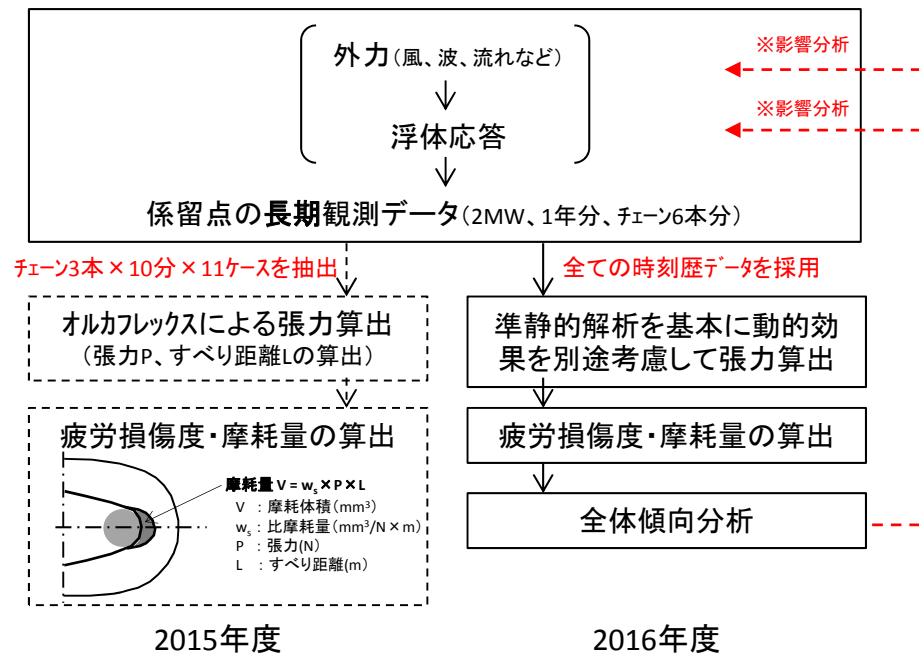 外力(風、波、流れなど)
※影響分析
※影響分析
浮体応答
係留点の長期観測データ(2MW、1年分、チェーン6本分)
チェーン3本×10分×11ケースを抽出
全ての時刻歴データを採用
オルカフレックスによる張力算出
(張力P、すべり距離Lの算出)
準静的解析を基本に動的効
果を別途考慮して張力算出
疲労損傷度・摩耗量の算出
摩耗量 V = ws × P × L
V :摩耗体積(mm³)
ws :比摩耗量(mm³/N×m)
P :張力(N)
L :すべり距離(m)
疲労損傷度・摩耗量の算出
全体傾向分析
2015年度
2016年度